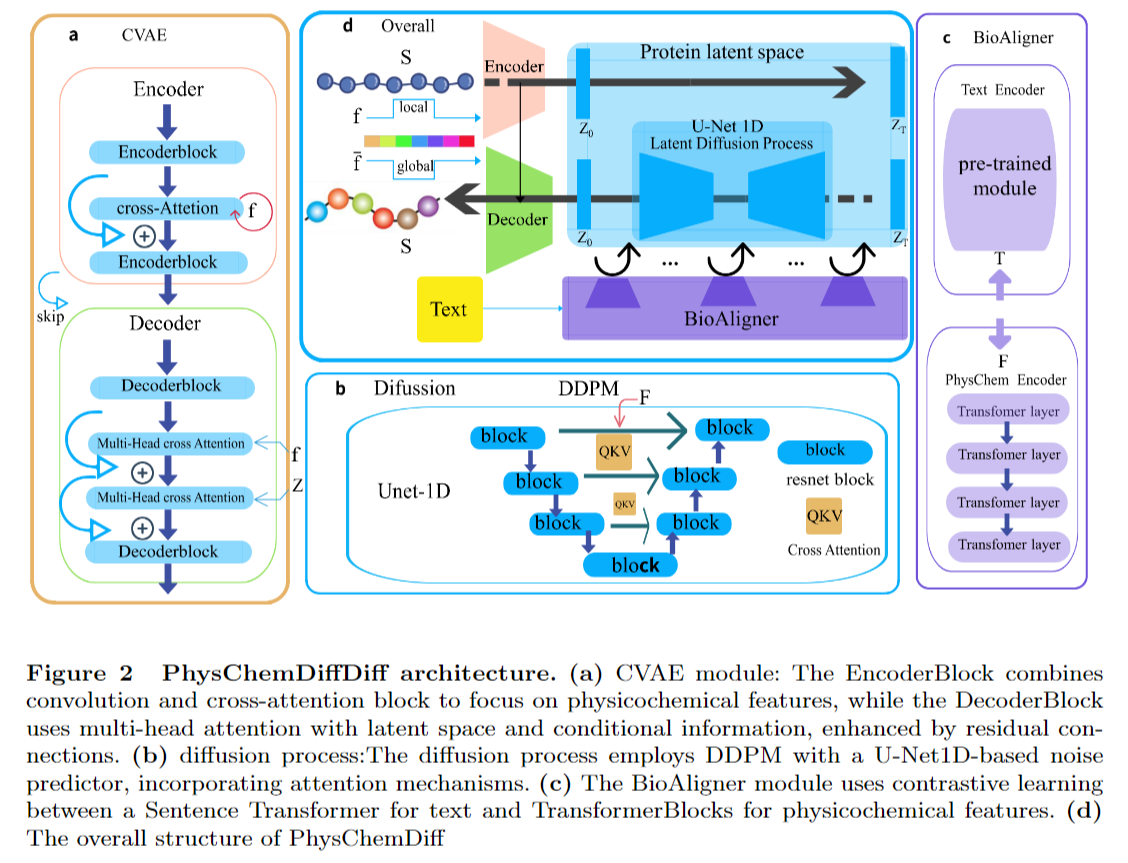 a CVAE
Encoder
Encoderblock
cross-Attetion
f
Encoderblock
skip
Decoder
Decoderblock
Multi-Head cross Attention
f
Z
Multi-Head cross Attention
Decoderblock
d Overall
S
Encoder
Protein latent space
f
local
f̄
global
Z0
ZT
U-Net 1D
Latent Diffusion Process
Decoder
S
Z0
ZT
... ...
Text
BioAligner
b Difussion DDPM
F
block
block
QKV
block
block
QKV
block
block
block
Unet-1D
block
resnet block
QKV
Cross Attention
c BioAligner
Text Encoder
pre-trained
module
T
F
PhysChem Encoder
Transfomer layer
Transfomer layer
Transfomer layer
Transfomer layer
Figure 2 PhysChemDiffDiff architecture. (a) CVAE module: The EncoderBlock combines
convolution and cross-attention block to focus on physicochemical features, while the DecoderBlock
uses multi-head attention with latent space and conditional information, enhanced by residual con-
nections. (b) diffusion process:The diffusion process employs DDPM with a U-Net1D-based noise
predictor, incorporating attention mechanisms. (c) The BioAligner module uses contrastive learning
between a Sentence Transformer for text and TransformerBlocks for physicochemical features. (d)
The overall structure of PhysChemDiff